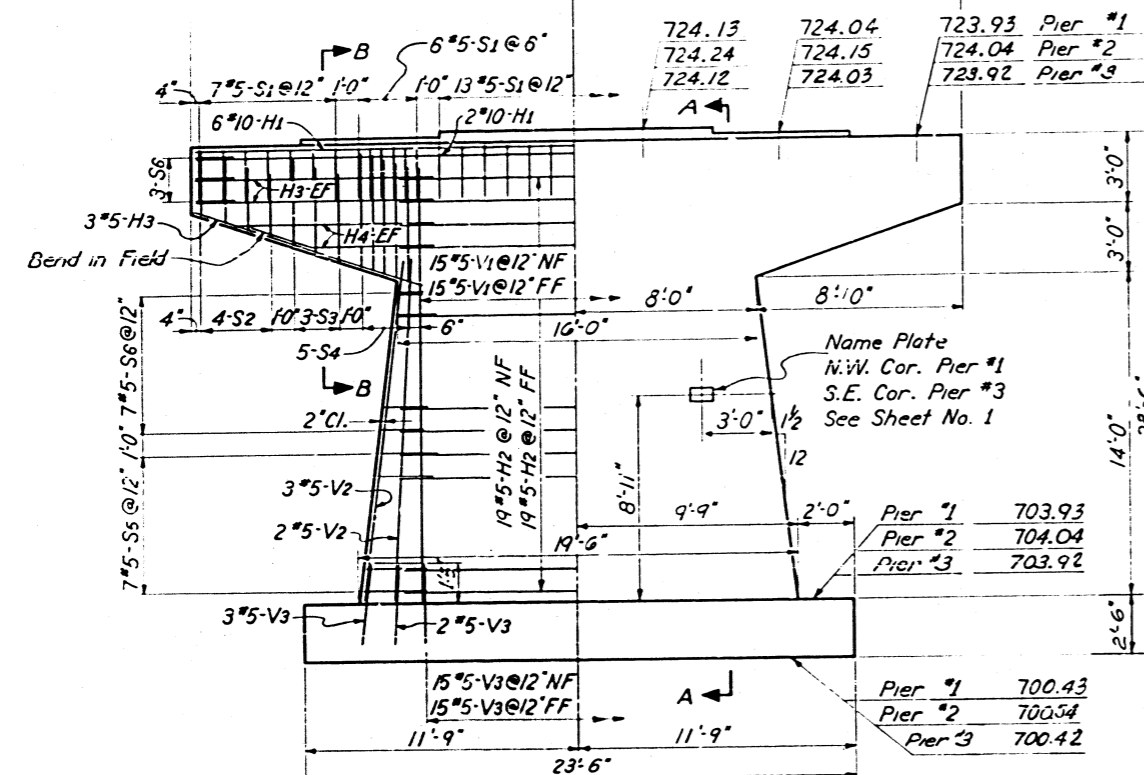 B
6 #5-S1 @ 6"
7 #5-S1 @ 12"
1'-0"
1'-0"
13 #5-S1 @ 12"
4"
6 #10-H1
2 #10-H1
724.13 724.04 723.93 Pier #1
724.24 724.15 724.04 Pier #2
724.12 724.03 723.92 Pier #3
A
3-S6
H3-EF
3 #5-H3
H4-EF
Bend in Field
3'-0"
3'-0"
15 #5-V1 @ 12" NF
15 #5-V1 @ 12" FF
8'-0"
8'-10"
4"
4-S2
1'-0"
3-S3
1'-0"
6"
5-S4
16'-0"
B
7 #5-S6 @ 12"
1'-0"
7 #5-S5 @ 12"
2" Cl.
Name Plate
N.W. Cor. Pier #1
S.E. Cor. Pier #3
See Sheet No. 1
3'-0"
1 1/2
12
14'-0"
19 #5-H2 @ 12" NF
19 #5-H2 @ 12" FF
8'-11"
3 #5-V2
2 #5-V2
9'-9"
2'-0"
19'-6"
Pier #1 703.93
Pier #2 704.04
Pier #3 703.92
3 #5-V3
2 #5-V3
2'-6"
15 #5-V3 @ 12" NF
15 #5-V3 @ 12" FF
A
Pier #1 700.43
Pier #2 700.54
Pier #3 700.42
11'-9"
11'-9"
23'-6"